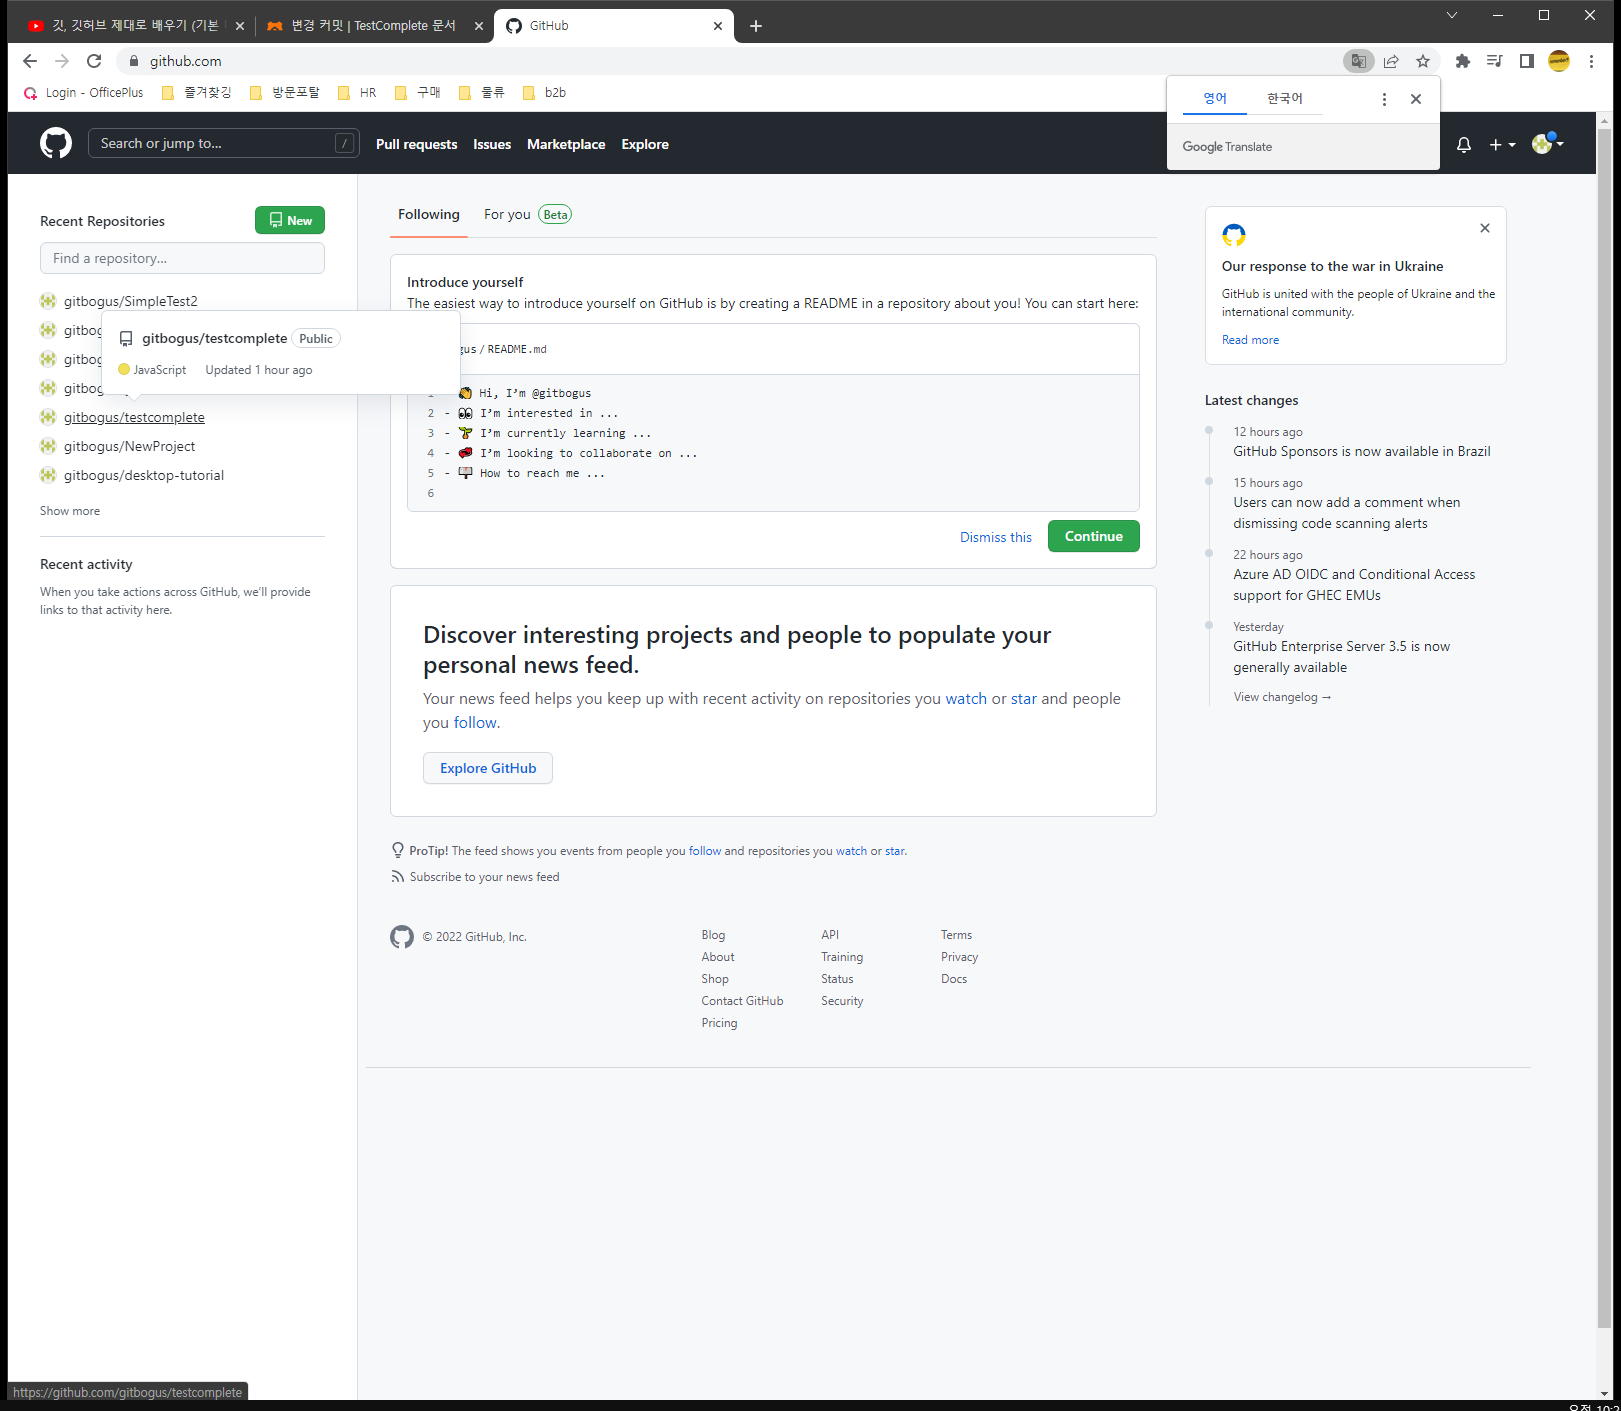 깃, 깃허브 제대로 배우기 (기본
변경 커밋 | TestComplete 문서
GitHub
github.com
Login - OfficePlus
즐겨찾깅
방문포탈
HR
구매
물류
b2b
영어
한국어
Google Translate
Search or jump to...
/
Pull requests
Issues
Marketplace
Explore
Recent Repositories
New
Find a repository...
gitbogus/SimpleTest2
gitbog
gitbog
gitbog
gitbogus/testcomplete
Public
JavaScript
Updated 1 hour ago
gitbogus/testcomplete
gitbogus/NewProject
gitbogus/desktop-tutorial
Show more
Recent activity
When you take actions across GitHub, we'll provide
links to that activity here.
Following
For you
Beta
Introduce yourself
The easiest way to introduce yourself on GitHub is by creating a README in a repository about you! You can start here:
gus / README.md
1 - 👋 Hi, I'm @gitbogus
2 - 👀 I'm interested in ...
3 - 🌱 I'm currently learning ...
4 - 💞️ I'm looking to collaborate on ...
5 - 📫 How to reach me ...
6
Dismiss this
Continue
Discover interesting projects and people to populate your
personal news feed.
Your news feed helps you keep up with recent activity on repositories you watch or star and people
you follow.
Explore GitHub
ProTip! The feed shows you events from people you follow and repositories you watch or star.
Subscribe to your news feed
© 2022 GitHub, Inc.
Blog
About
Shop
Contact GitHub
Pricing
API
Training
Status
Security
Terms
Privacy
Docs
Our response to the war in Ukraine
GitHub is united with the people of Ukraine and the
international community.
Read more
Latest changes
12 hours ago
GitHub Sponsors is now available in Brazil
15 hours ago
Users can now add a comment when
dismissing code scanning alerts
22 hours ago
Azure AD OIDC and Conditional Access
support for GHEC EMUs
Yesterday
GitHub Enterprise Server 3.5 is now
generally available
View changelog →
https://github.com/gitbogus/testcomplete